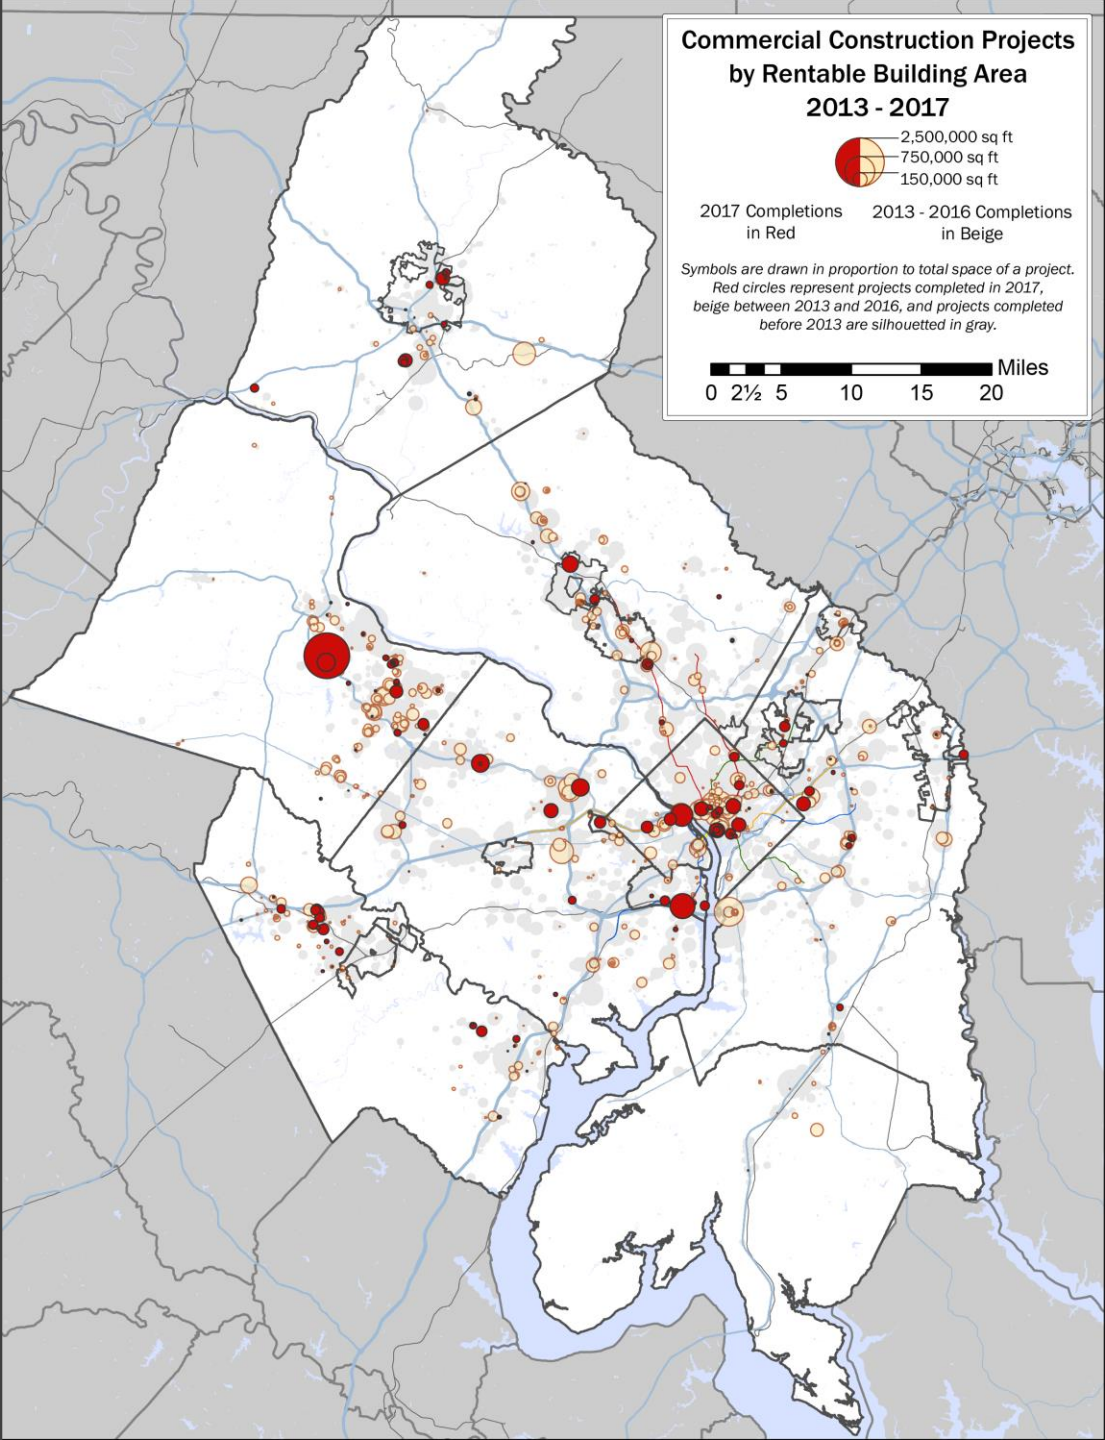 Commercial Construction Projects
by Rentable Building Area
2013 - 2017
2,500,000 sq ft
750,000 sq ft
150,000 sq ft
2017 Completions
in Red
2013 - 2016 Completions
in Beige
Symbols are drawn in proportion to total space of a project.
Red circles represent projects completed in 2017,
beige between 2013 and 2016, and projects completed
before 2013 are silhouetted in gray.
Miles
0 2½ 5 10 15 20